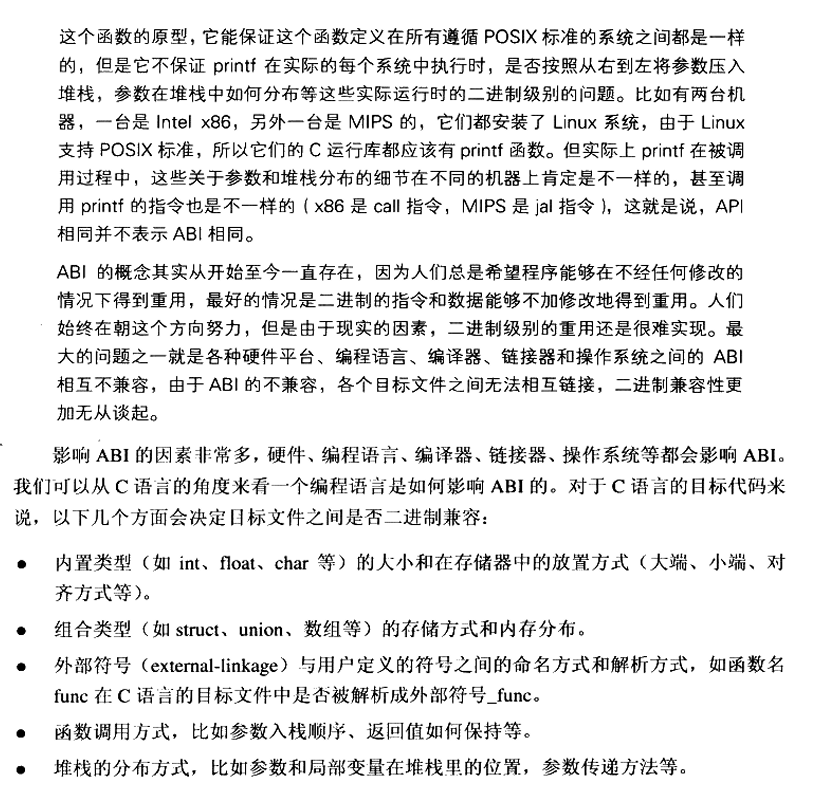 这个函数的原型，它能保证这个函数定义在所有遵循 POSIX 标准的系统之间都是一样
的，但是它不保证 printf 在实际的每个系统中执行时，是否按照从右到左将参数压入
堆栈，参数在堆栈中如何分布等这些实际运行时的二进制级别的问题。比如有两台机
器，一台是 Intel x86，另外一台是 MIPS 的，它们都安装了 Linux 系统，由于 Linux
支持 POSIX 标准，所以它们的 C 运行库都应该有 printf 函数。但实际上 printf 在被调
用过程中，这些关于参数和堆栈分布的细节在不同的机器上肯定是不一样的，甚至调
用 printf 的指令也是不一样的（x86 是 call 指令，MIPS 是 jal 指令），这就是说，API
相同并不表示 ABI 相同。
ABI 的概念其实从开始至今一直存在，因为人们总是希望程序能够在不经任何修改的
情况下得到重用，最好的情况是二进制的指令和数据能够不加修改地得到重用。人们
始终在朝这个方向努力，但是由于现实的因素，二进制级别的重用还是很难实现。最
大的问题之一就是各种硬件平台、编程语言、编译器、链接器和操作系统之间的 ABI
相互不兼容，由于 ABI 的不兼容，各个目标文件之间无法相互链接，二进制兼容性更
加无从谈起。
影响 ABI 的因素非常多，硬件、编程语言、编译器、链接器、操作系统等都会影响 ABI。
我们可以从 C 语言的角度来看一个编程语言是如何影响 ABI 的。对于 C 语言的目标代码来
说，以下几个方面会决定目标文件之间是否二进制兼容：
● 内置类型（如 int、float、char 等）的大小和在存储器中的放置方式（大端、小端、对
齐方式等）。
● 组合类型（如 struct、union、数组等）的存储方式和内存分布。
● 外部符号（external-linkage）与用户定义的符号之间的命名方式和解析方式，如函数名
func 在 C 语言的目标文件中是否被解析成外部符号_func。
● 函数调用方式，比如参数入栈顺序、返回值如何保持等。
● 堆栈的分布方式，比如参数和局部变量在堆栈里的位置，参数传递方法等。